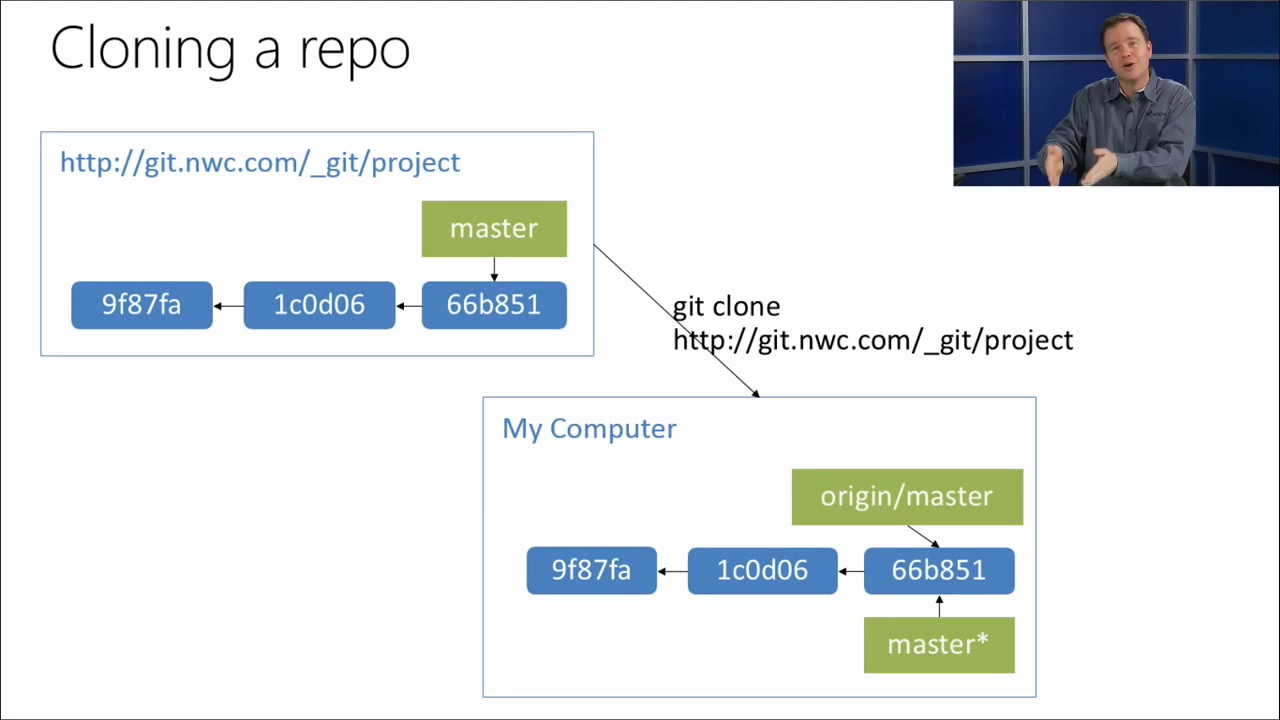 Cloning a repo
http://git.nwc.com/_git/project
master
9f87fa
1c0d06
66b851
git clone
http://git.nwc.com/_git/project
My Computer
origin/master
9f87fa
1c0d06
66b851
master*